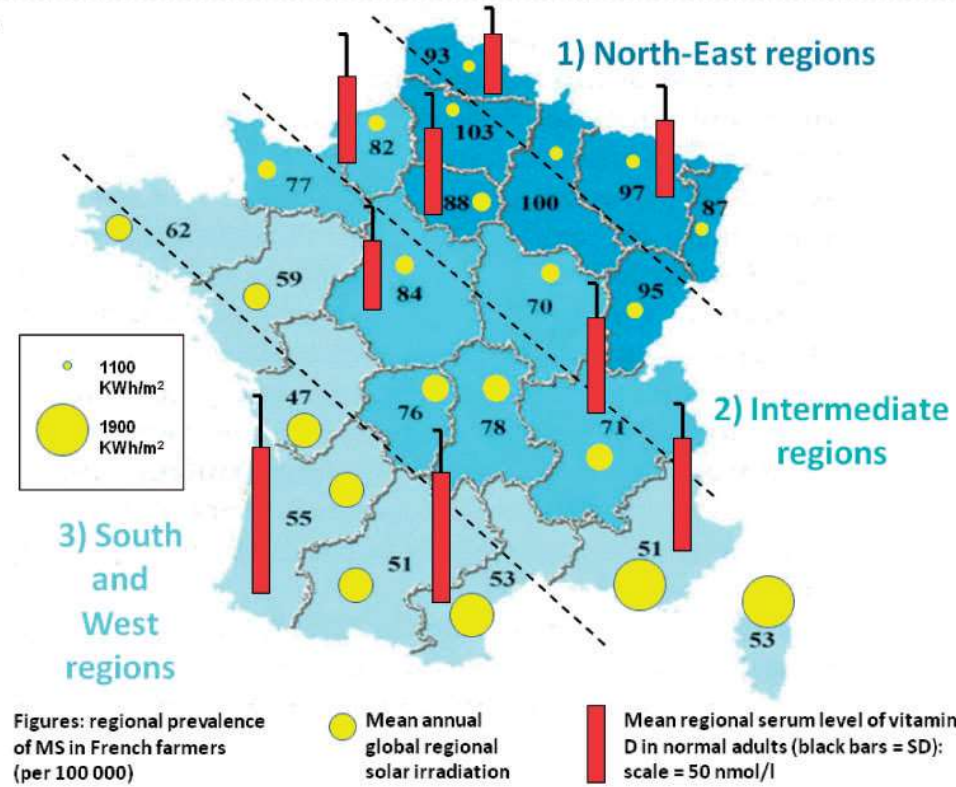 93
1) North-East regions
103
82
97
77
88
100
87
62
59
84
70
95
1100
KWh/m²
1900
KWh/m²
47
76
78
71
2) Intermediate
regions
3) South
and
West
regions
55
51
53
51
53
Figures: regional prevalence
of MS in French farmers
(per 100 000)
Mean annual
global regional
solar irradiation
Mean regional serum level of vitamin
D in normal adults (black bars = SD):
scale = 50 nmol/l